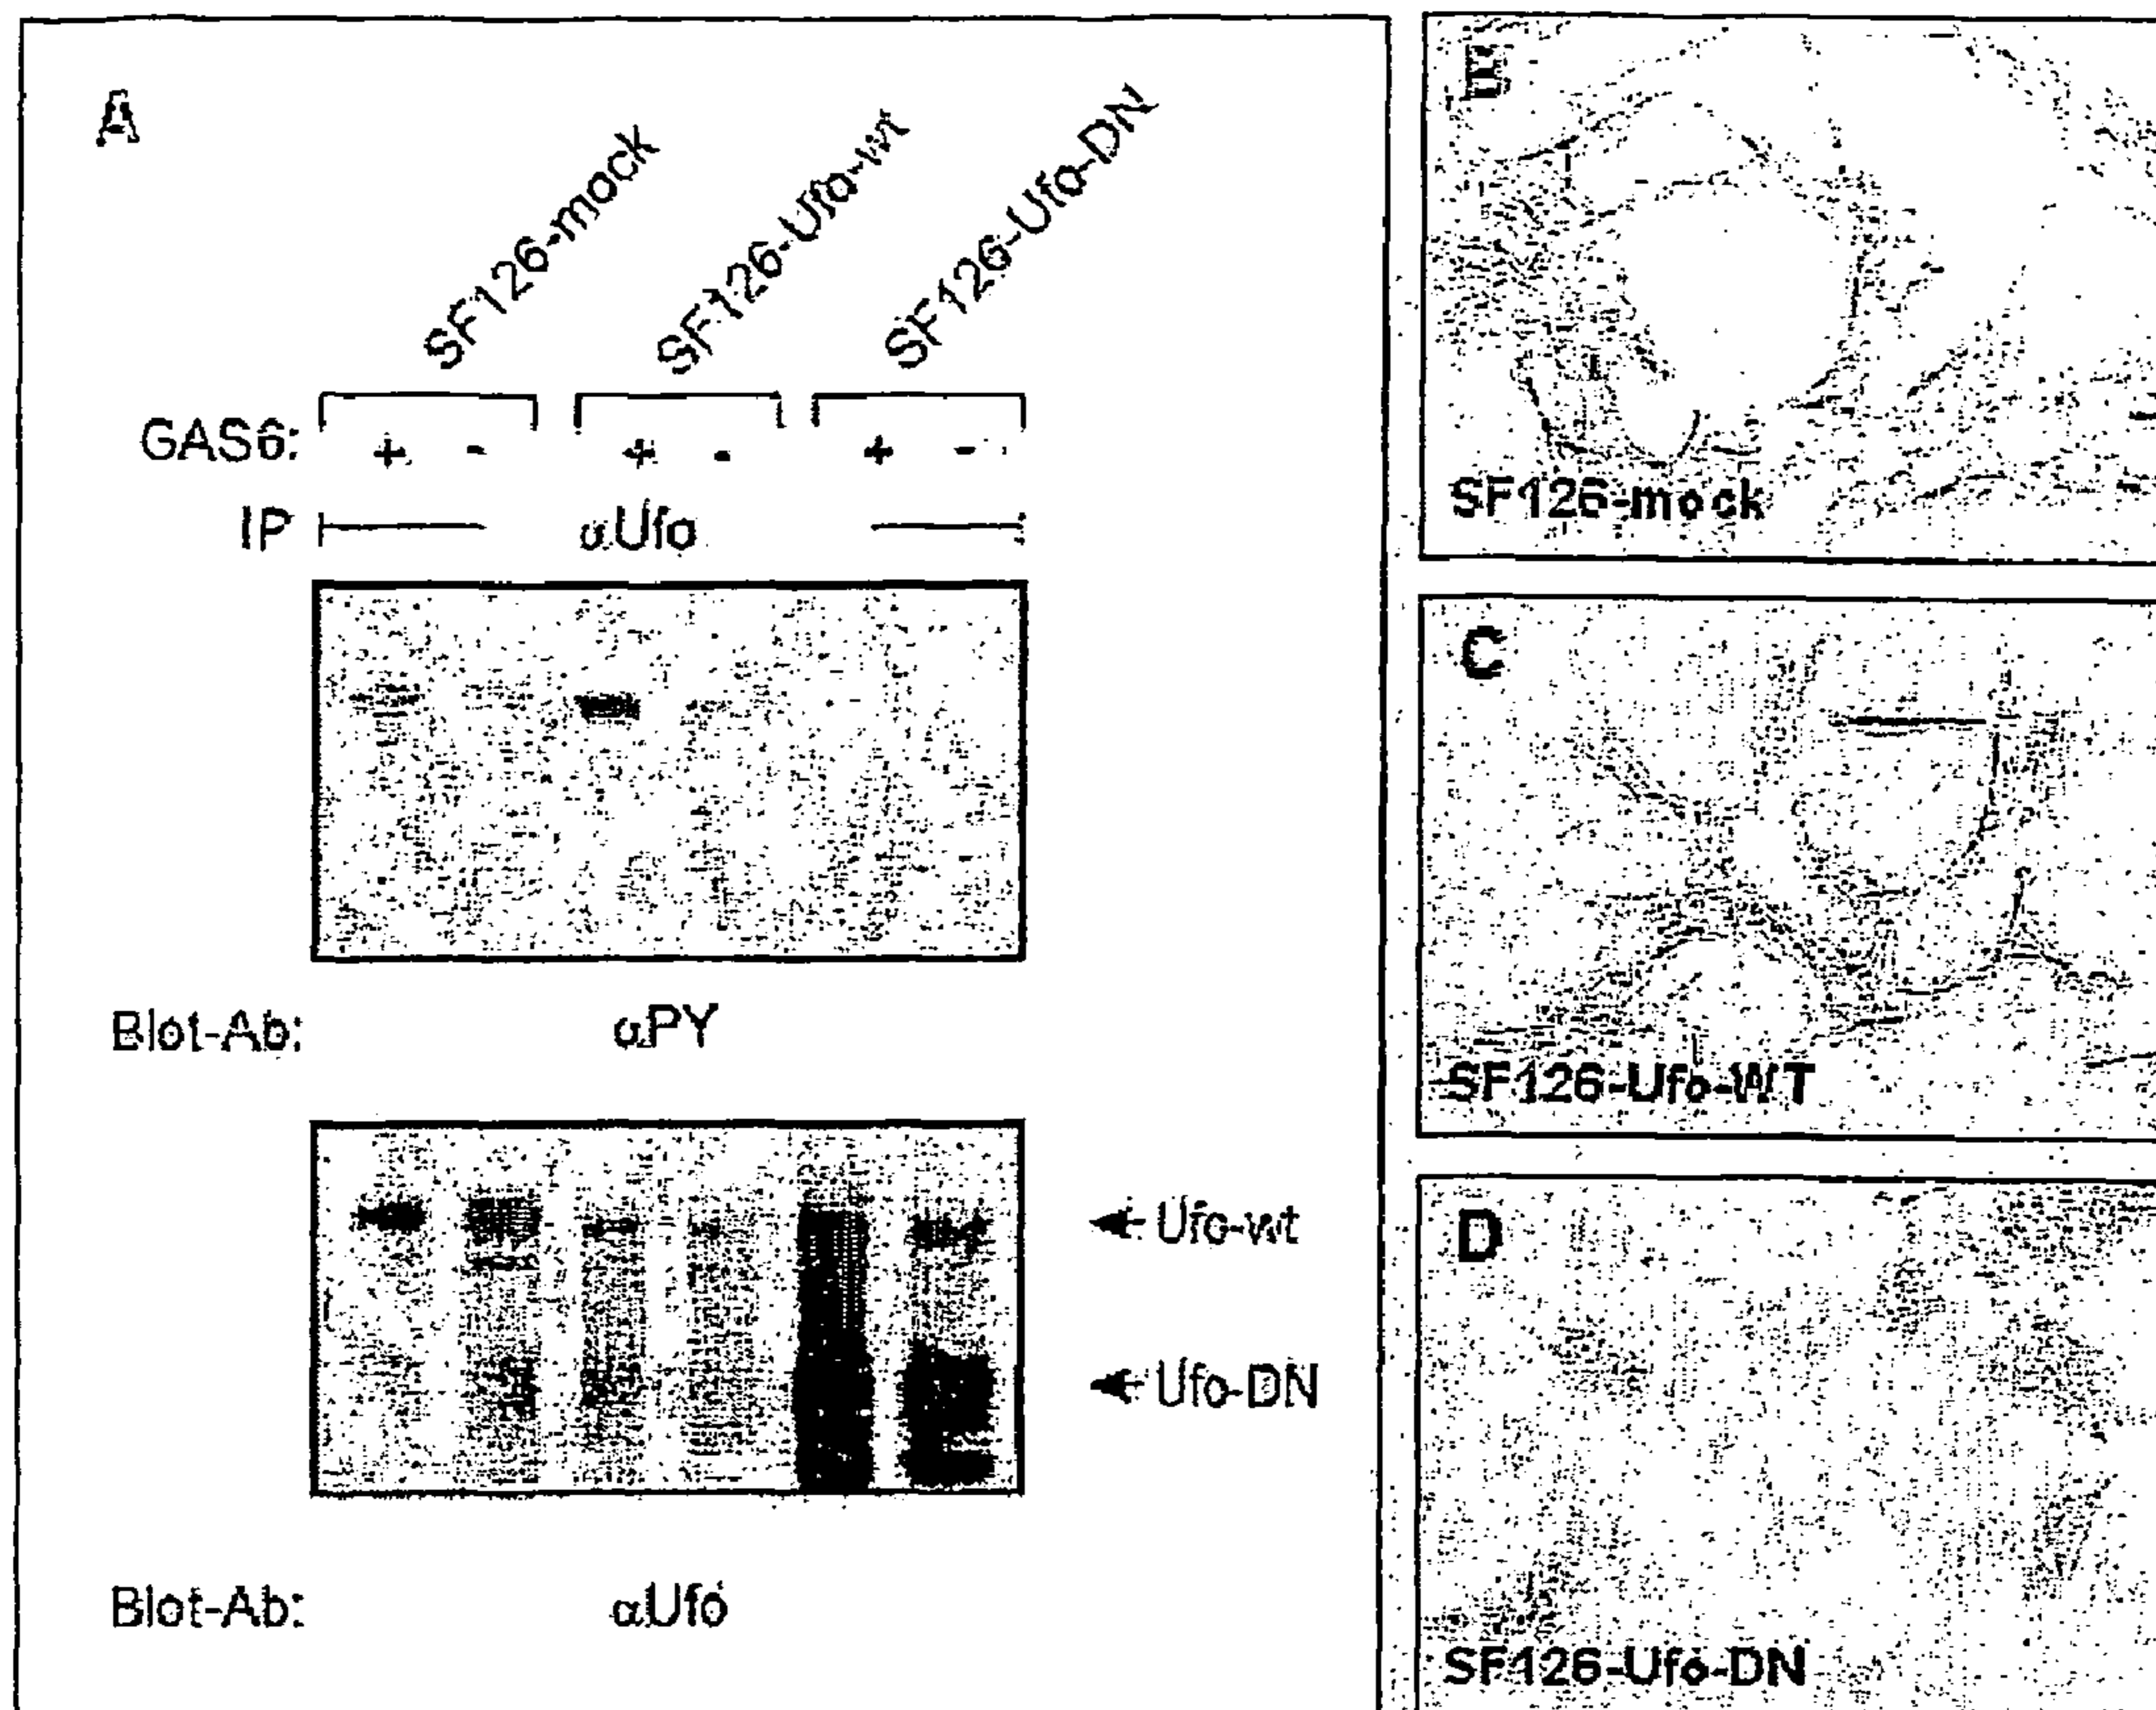 A
SF126-mock
SF126-Ufo-wt
SF126-Ufo-DN
GAS6: + - + - + -
IP αUfo
Blot-Ab: αPY
Ufo-wt
Ufo-DN
Blot-Ab: αUfo
B
SF126-mock
C
SF126-Ufo-WT
D
SF126-Ufo-DN